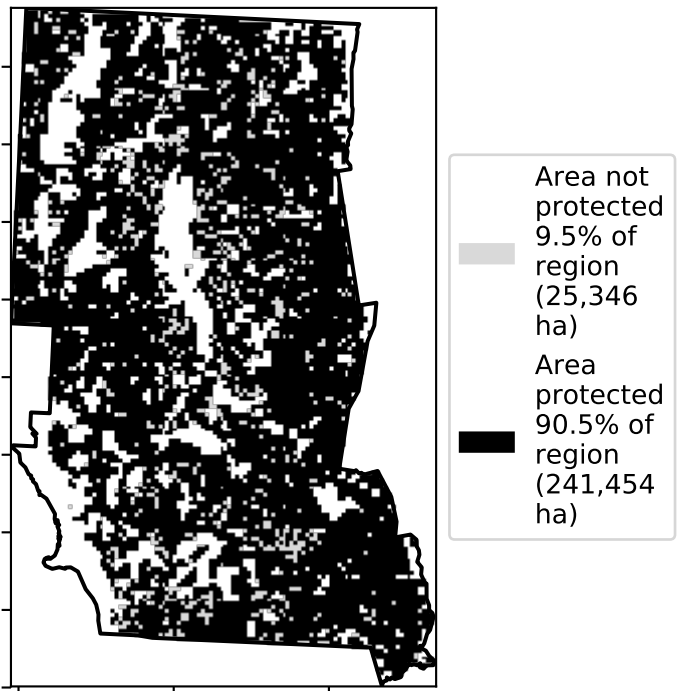 Area not
protected
9.5% of
region
(25,346
ha)
Area
protected
90.5% of
region
(241,454
ha)